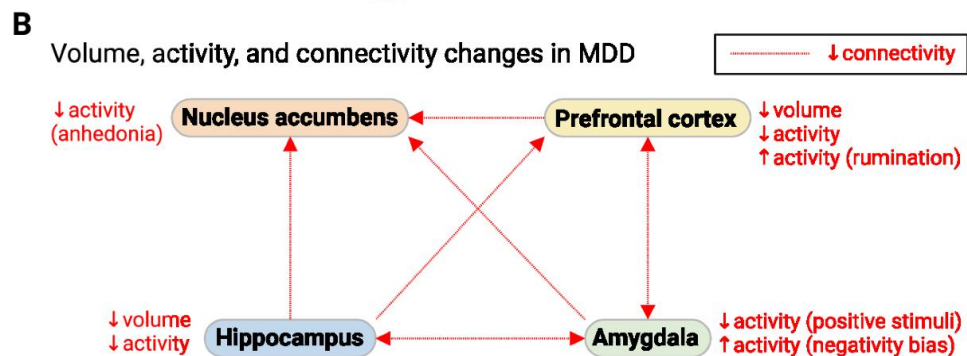 B
Volume, activity, and connectivity changes in MDD
↓connectivity
↓activity
(anhedonia)
Nucleus accumbens
Prefrontal cortex
↓volume
↓activity
↑activity (rumination)
↓volume
↓activity
Hippocampus
Amygdala
↓activity (positive stimuli)
↑activity (negativity bias)